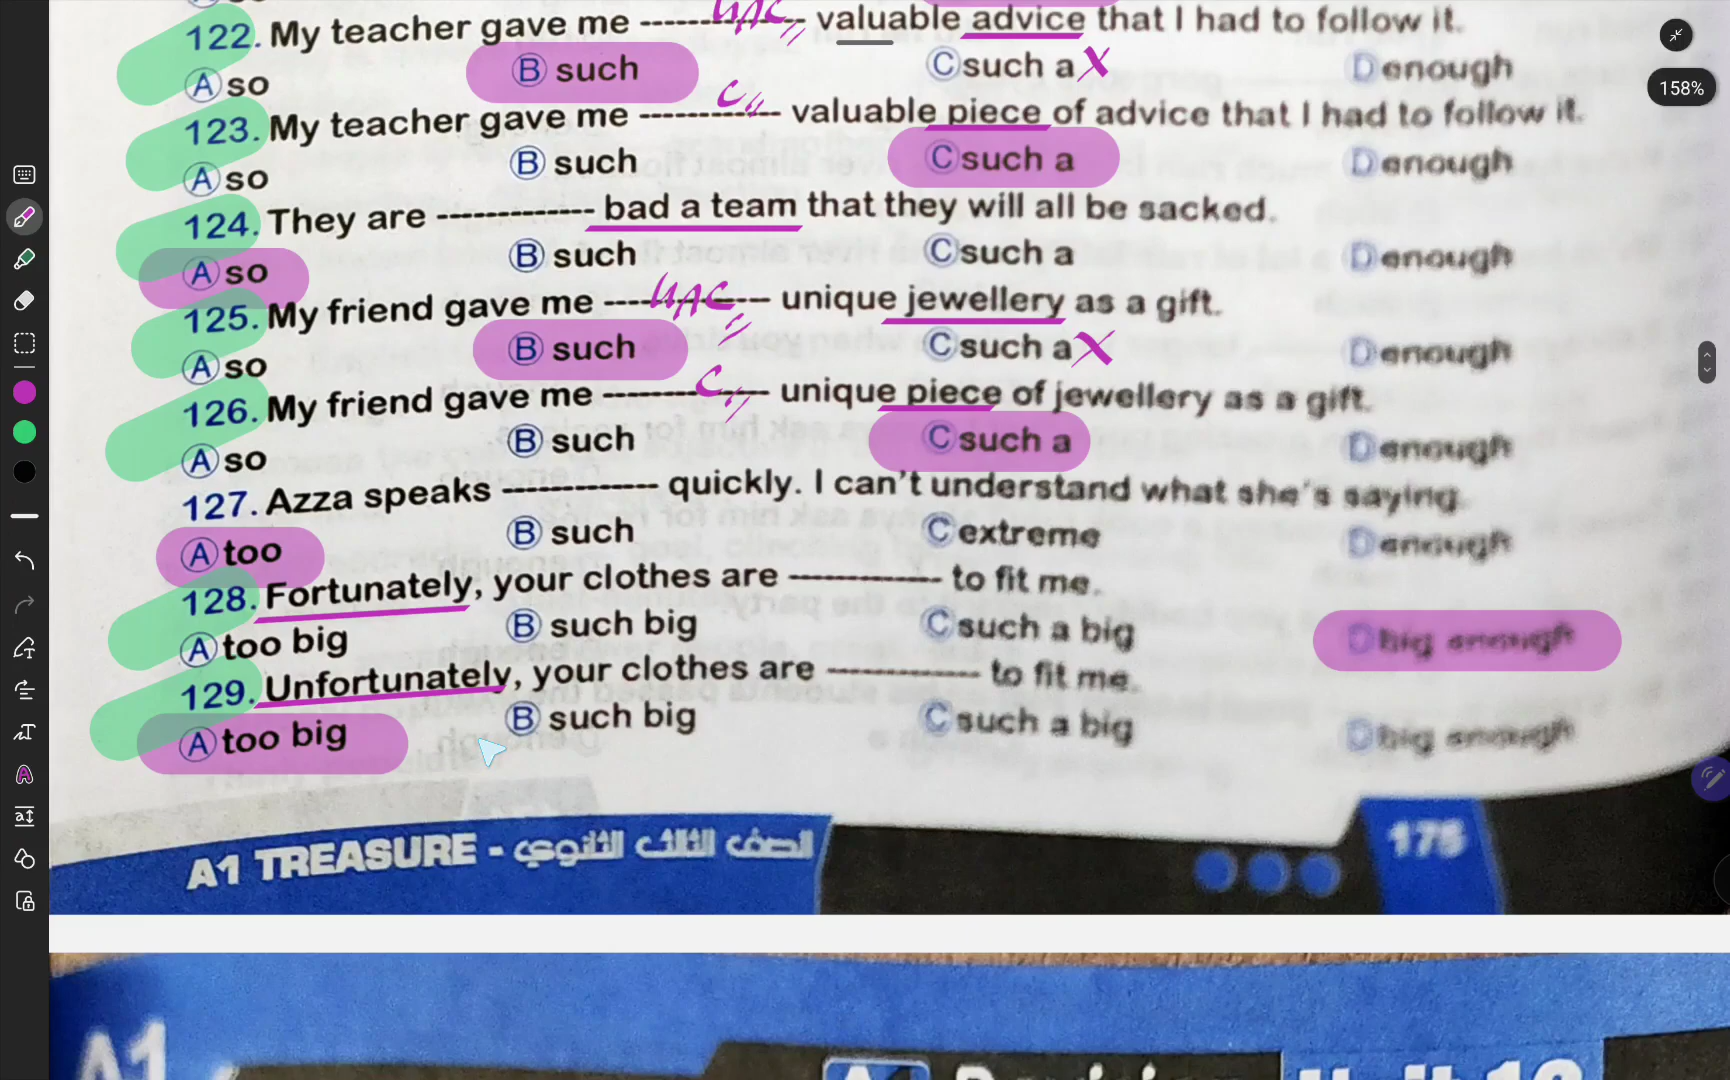 122. My teacher gave me ------------- valuable advice that I had to follow it.
A so B such C such a D enough
123. My teacher gave me ------------- valuable piece of advice that I had to follow it.
A so B such C such a D enough
124. They are ------------- bad a team that they will all be sacked.
A so B such C such a D enough
125. My friend gave me ------------- unique jewellery as a gift.
A so B such C such a D enough
126. My friend gave me ------------- unique piece of jewellery as a gift.
A so B such C such a D enough
127. Azza speaks ------------- quickly. I can't understand what she's saying.
A too B such C extreme D enough
128. Fortunately, your clothes are ------------- to fit me.
A too big B such big C such a big D big enough
129. Unfortunately, your clothes are ------------- to fit me.
A too big B such big C such a big D big enough
A1 TREASURE - الصف الثالث الثانوي
175
A1
158%